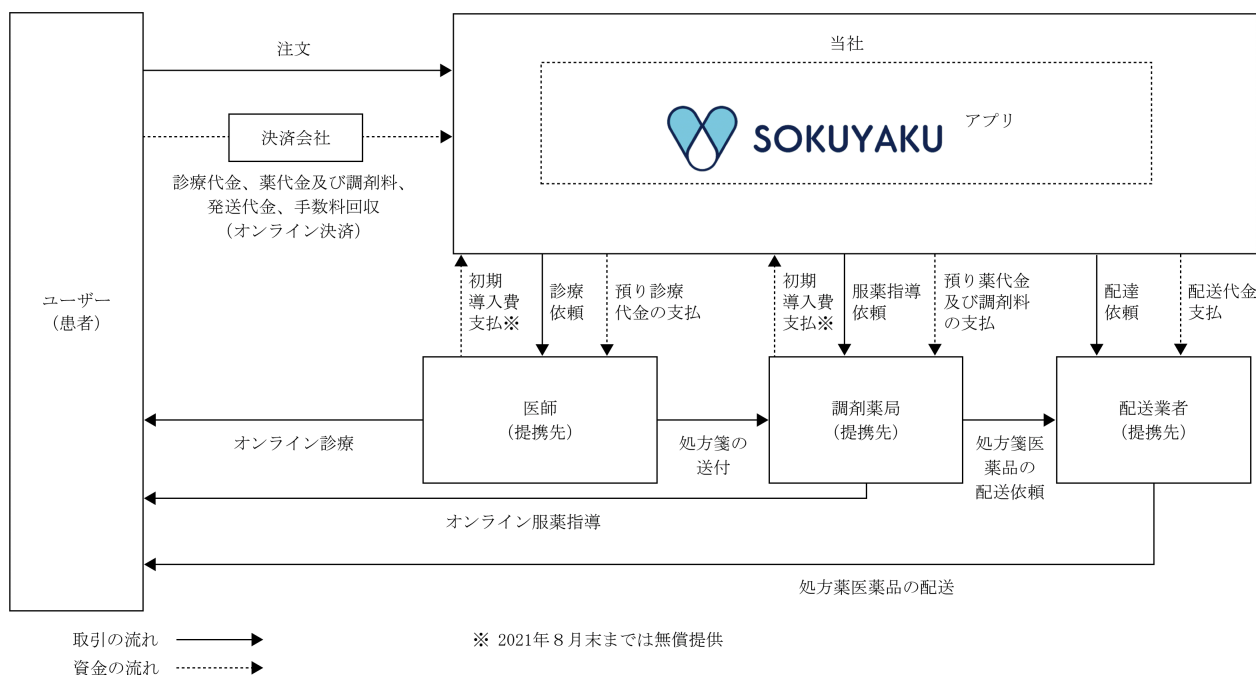 注文
当社
アプリ
SOKUYAKU
決済会社
診療代金、薬代金及び調剤料、
発送代金、手数料回収
（オンライン決済）
ユーザー
（患者）
初期
導入費
支払※
診療
依頼
預り診療
代金の支払
初期
導入費
支払※
服薬指導
依頼
預り薬代金
及び調剤料
の支払
配達
依頼
配送代金
支払
医師
（提携先）
調剤薬局
（提携先）
配送業者
（提携先）
オンライン診療
処方箋の
送付
処方箋医
薬品の
配送依頼
オンライン服薬指導
処方薬医薬品の配送
取引の流れ
資金の流れ
※ 2021年８月末までは無償提供